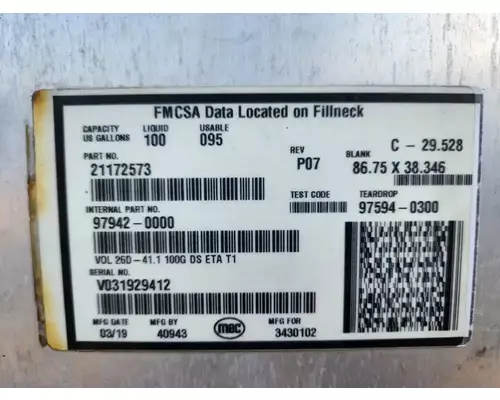 FMCSA Data Located on Fillneck
CAPACITY LIQUID USABLE
US GALLONS 100 095
C - 29.528
PART NO. REV BLANK
21172573 P07 86.75 X 38.346
TEST CODE TEARDROP
INTERNAL PART NO. 97594-0300
97942-0000
VOL 26D-41.1 100G DS ETA T1
SERIAL NO.
V031929412
MFG DATE MFG BY mec MFG FOR
03/19 40943 3430102